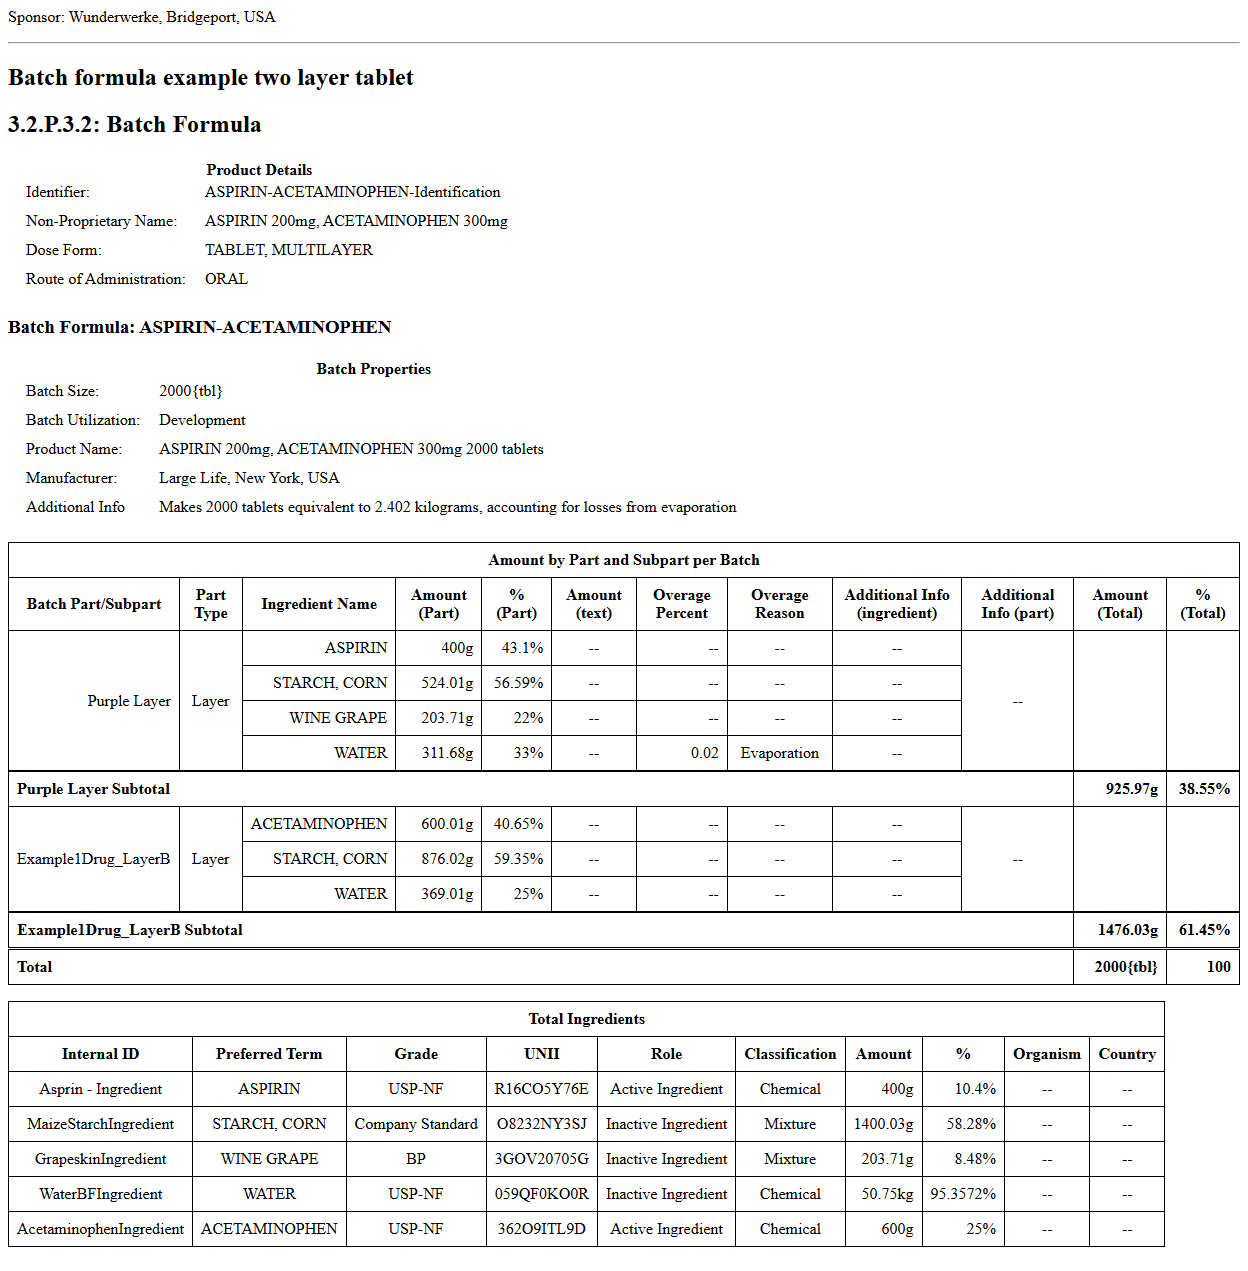 Sponsor: Wunderwerke, Bridgeport, USA
Batch formula example two layer tablet
3.2.P.3.2: Batch Formula
Product Details
Identifier: ASPIRIN-ACETAMINOPHEN-Identification
Non-Proprietary Name: ASPIRIN 200mg, ACETAMINOPHEN 300mg
Dose Form: TABLET, MULTILAYER
Route of Administration: ORAL
Batch Formula: ASPIRIN-ACETAMINOPHEN
Batch Properties
Batch Size: 2000{tbl}
Batch Utilization: Development
Product Name: ASPIRIN 200mg, ACETAMINOPHEN 300mg 2000 tablets
Manufacturer: Large Life, New York, USA
Additional Info Makes 2000 tablets equivalent to 2.402 kilograms, accounting for losses from evaporation
Amount by Part and Subpart per Batch
Batch Part/Subpart Part Type Ingredient Name Amount (Part) % (Part) Amount (text) Overage Percent Overage Reason Additional Info (ingredient) Additional Info (part) Amount (Total) % (Total)
Purple Layer Layer ASPIRIN 400g 43.1% -- -- -- -- --
STARCH, CORN 524.01g 56.59% -- -- -- --
WINE GRAPE 203.71g 22% -- -- -- --
WATER 311.68g 33% -- 0.02 Evaporation --
Purple Layer Subtotal 925.97g 38.55%
Example1Drug_LayerB Layer ACETAMINOPHEN 600.01g 40.65% -- -- -- -- --
STARCH, CORN 876.02g 59.35% -- -- -- --
WATER 369.01g 25% -- -- -- --
Example1Drug_LayerB Subtotal 1476.03g 61.45%
Total 2000{tbl} 100
Total Ingredients
Internal ID Preferred Term Grade UNII Role Classification Amount % Organism Country
Asprin - Ingredient ASPIRIN USP-NF R16CO5Y76E Active Ingredient Chemical 400g 10.4% -- --
MaizeStarchIngredient STARCH, CORN Company Standard O8232NY3SJ Inactive Ingredient Mixture 1400.03g 58.28% -- --
GrapeskinIngredient WINE GRAPE BP 3GOV20705G Inactive Ingredient Mixture 203.71g 8.48% -- --
WaterBFIngredient WATER USP-NF 059QF0KO0R Inactive Ingredient Chemical 50.75kg 95.3572% -- --
AcetaminophenIngredient ACETAMINOPHEN USP-NF 362O9ITL9D Active Ingredient Chemical 600g 25% -- --